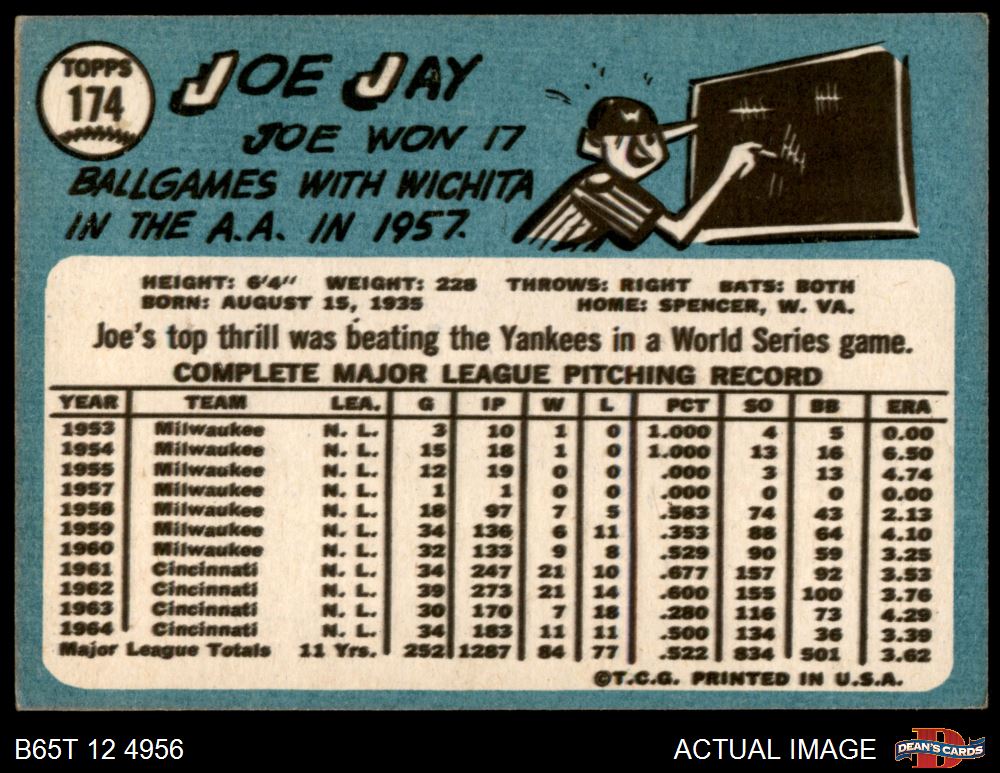 TOPPS
174
JOE JAY
JOE WON 17
BALLGAMES WITH WICHITA
IN THE A.A. IN 1957.
W
HEIGHT: 6'4" WEIGHT: 228 THROWS: RIGHT BATS: BOTH
BORN: AUGUST 15, 1935 HOME: SPENCER, W. VA.
Joe's top thrill was beating the Yankees in a World Series game.
COMPLETE MAJOR LEAGUE PITCHING RECORD
YEAR TEAM LEA. G IP W L PCT SO BB ERA
1953 Milwaukee N. L. 3 10 1 0 1.000 4 5 0.00
1954 Milwaukee N. L. 15 18 1 0 1.000 13 16 6.50
1955 Milwaukee N. L. 12 19 0 0 .000 3 13 4.74
1957 Milwaukee N. L. 1 1 0 0 .000 0 0 0.00
1958 Milwaukee N. L. 18 97 7 5 .583 74 43 2.13
1959 Milwaukee N. L. 34 136 6 11 .353 88 64 4.10
1960 Milwaukee N. L. 32 133 9 8 .529 90 59 3.25
1961 Cincinnati N. L. 34 247 21 10 .677 157 92 3.53
1962 Cincinnati N. L. 39 273 21 14 .600 155 100 3.76
1963 Cincinnati N. L. 30 170 7 18 .280 116 73 4.29
1964 Cincinnati N. L. 34 183 11 11 .500 134 36 3.39
Major League Totals 11 Yrs. 252 1287 84 77 .522 834 501 3.62
©T.C.G. PRINTED IN U.S.A.
B65T 12 4956 ACTUAL IMAGE
D
DEAN'S CARDS